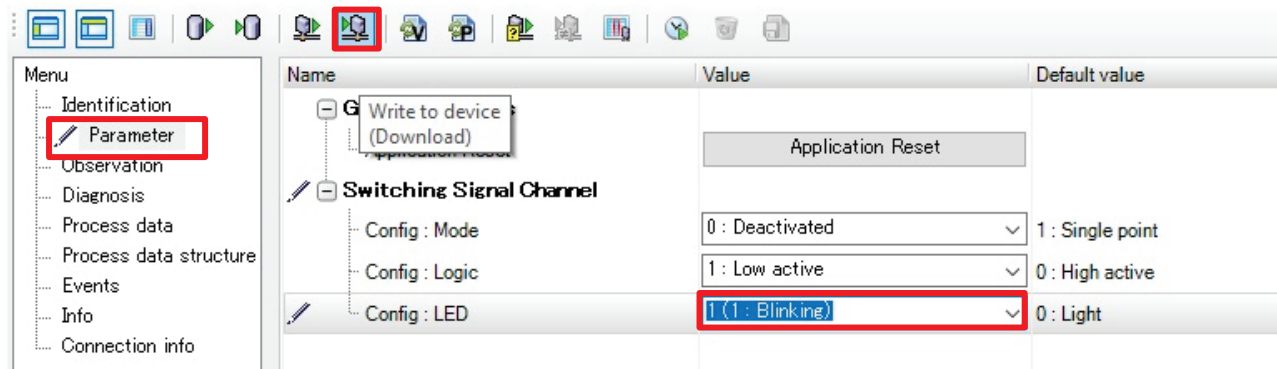 Menu
Identification
Parameter
Observation
Diagnosis
Process data
Process data structure
Events
Info
Connection info
Name Value Default value
G
Write to device
(Download)
Application Reset
Application Reset
Switching Signal Channel
Config : Mode 0 : Deactivated 1 : Single point
Config : Logic 1 : Low active 0 : High active
Config : LED 1 (1 : Blinking) 0 : Light